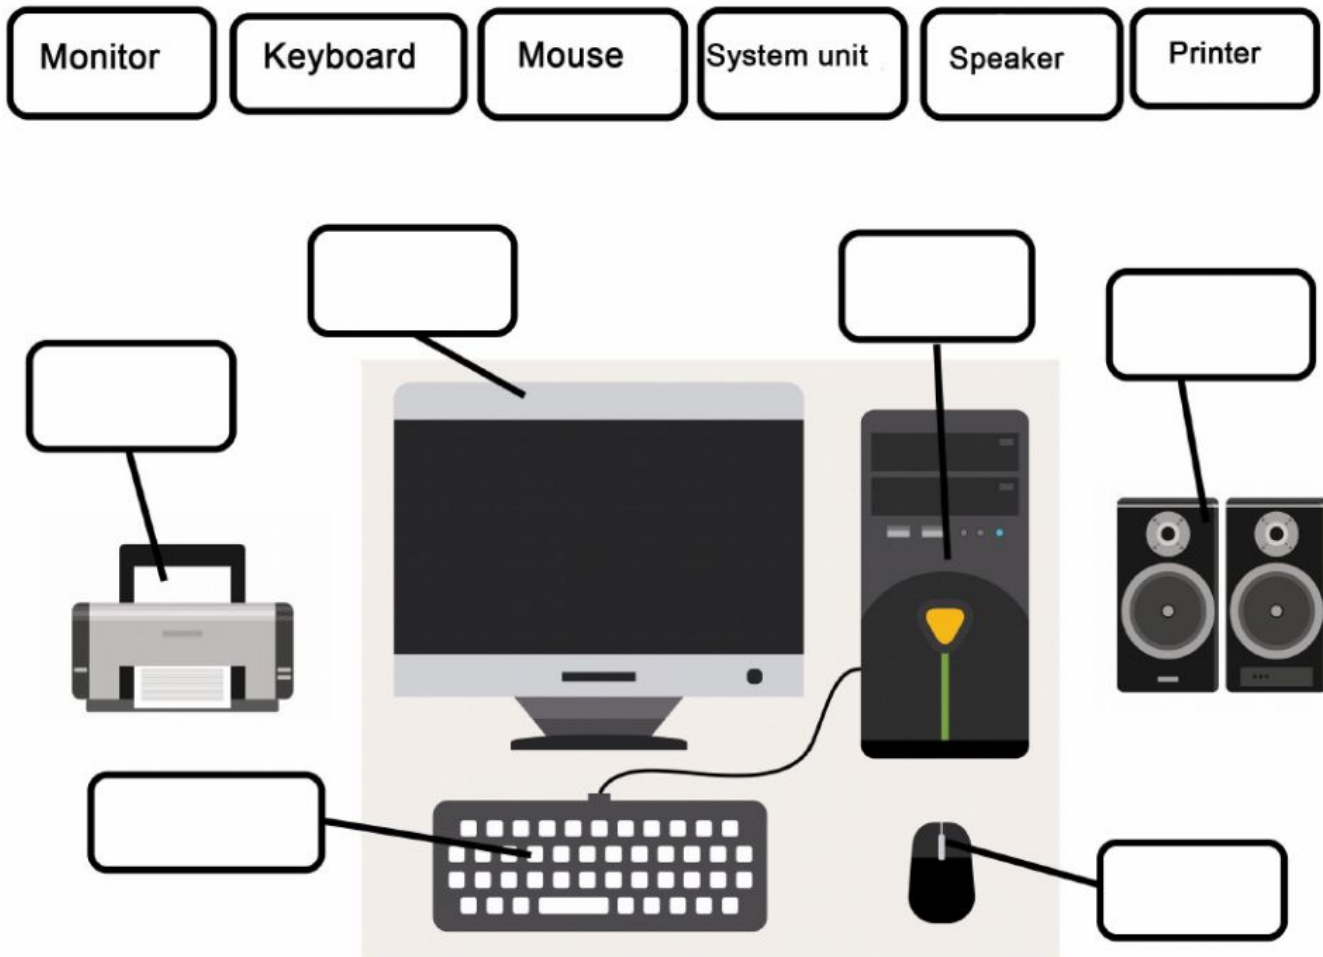 Monitor
Keyboard
Mouse
System unit
Speaker
Printer